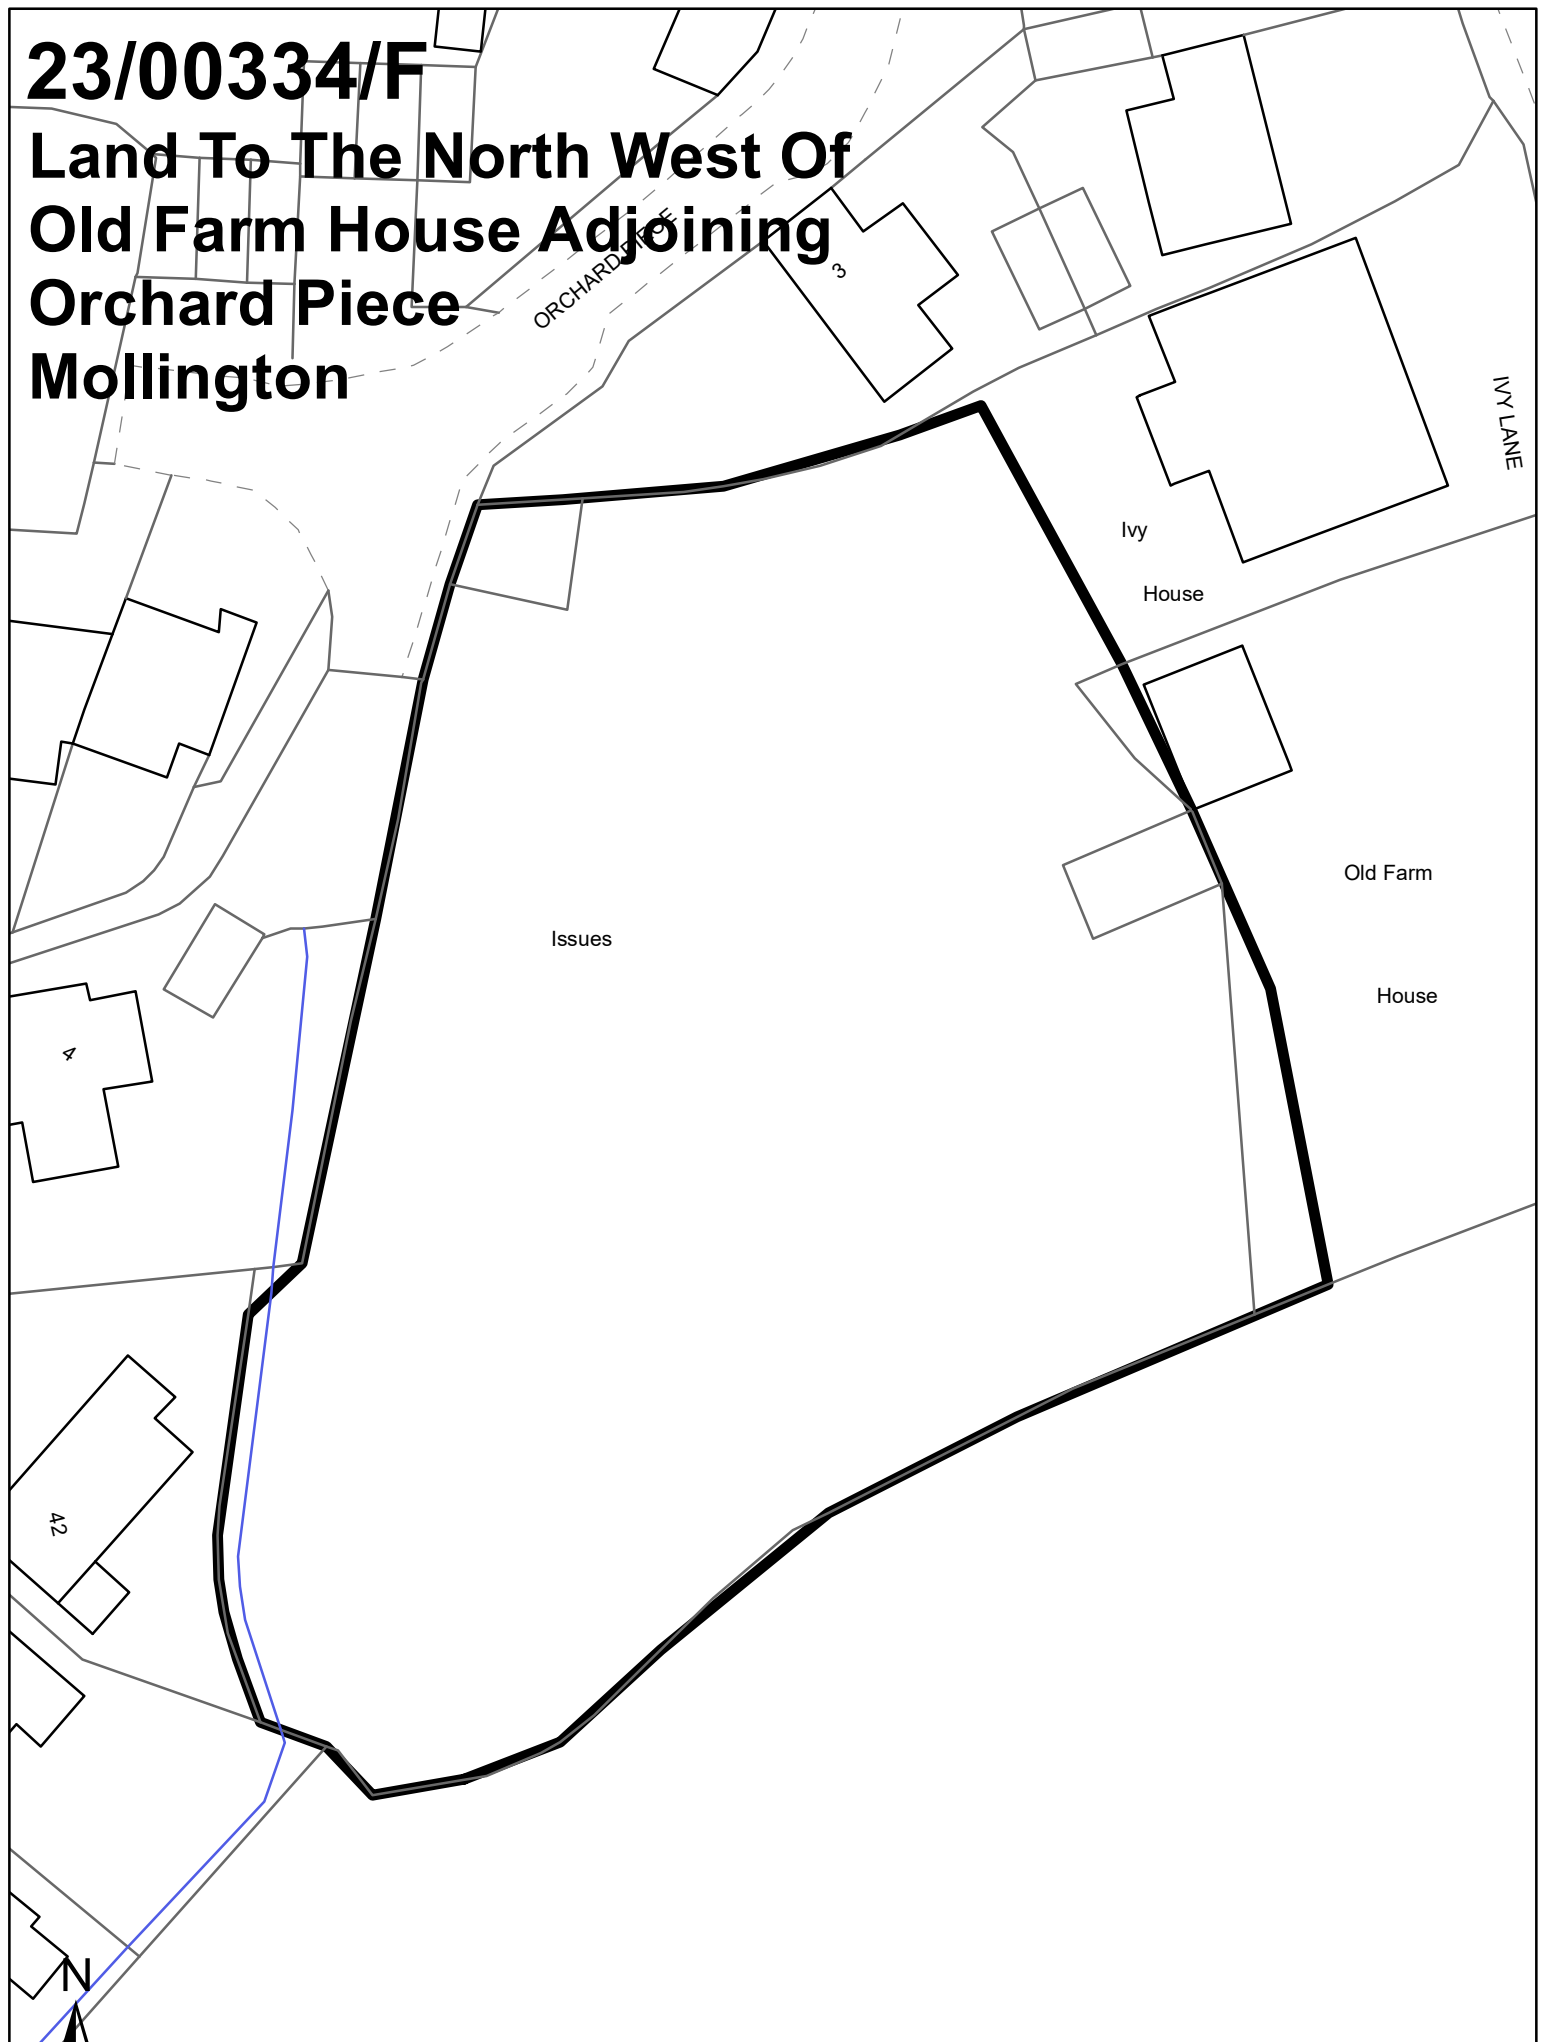 23/00334/F
Land To The North West Of
Old Farm House Adjoining
Orchard Piece
Mollington
ORCHARD PIECE
3
IVY LANE
Ivy
House
Old Farm
Issues
House
4
42
N